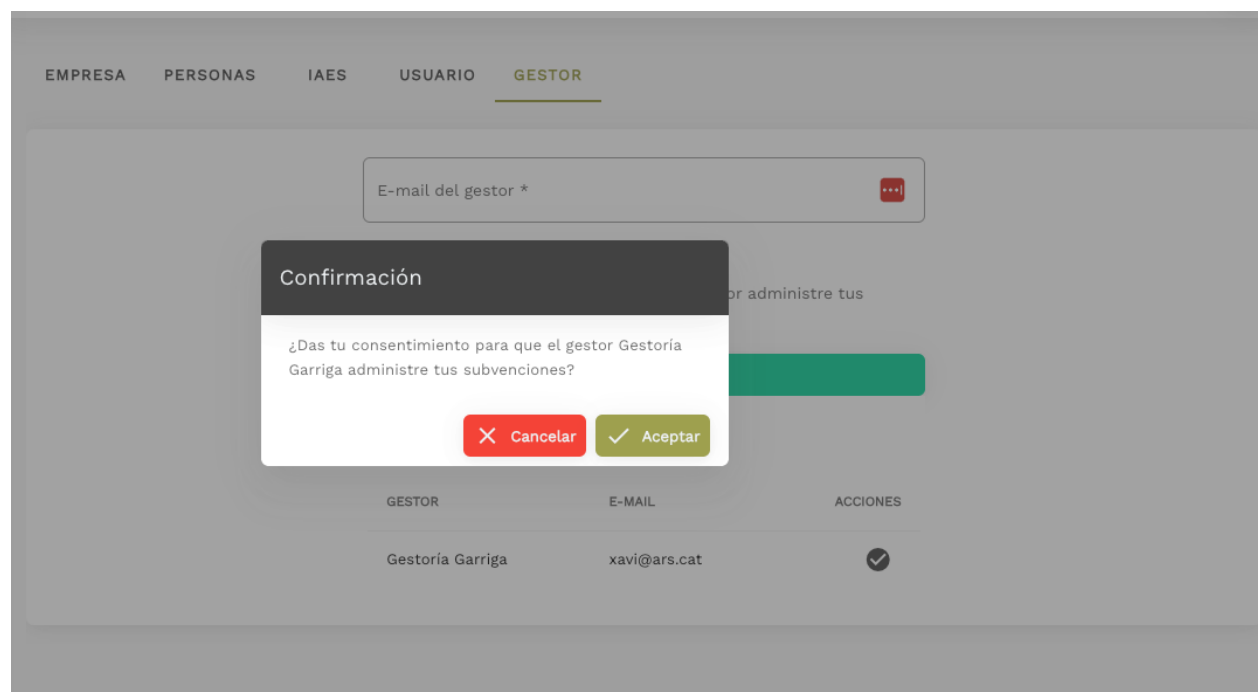 EMPRESA PERSONAS IAES USUARIO GESTOR
E-mail del gestor *
Confirmación
administre tus
¿Das tu consentimiento para que el gestor Gestoría
Garriga administre tus subvenciones?
Cancelar Aceptar
GESTOR E-MAIL ACCIONES
Gestoría Garriga xavi@ars.cat